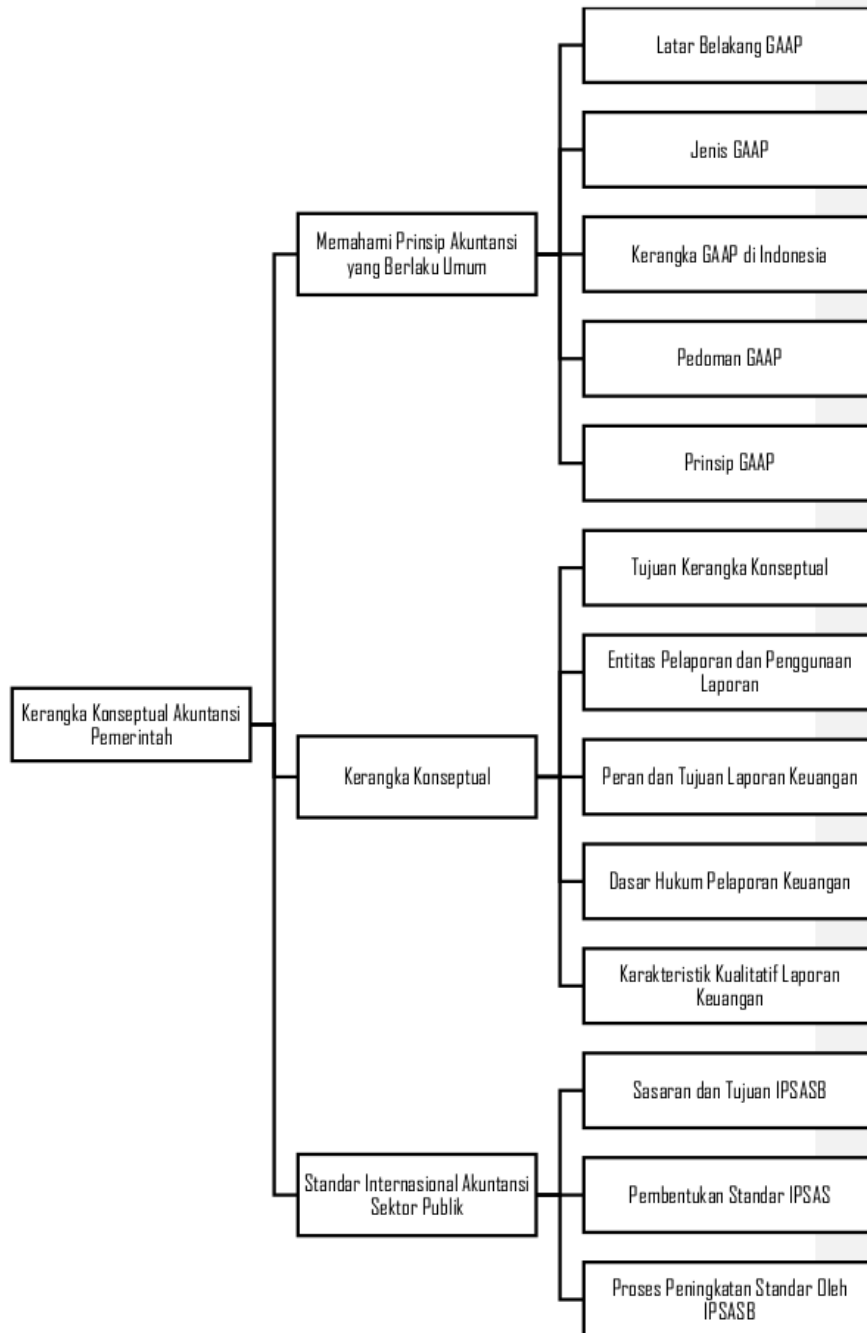 Kerangka Konseptual Akuntansi
Pemerintah
Memahami Prinsip Akuntansi
yang Berlaku Umum
Latar Belakang GAAP
Jenis GAAP
Kerangka GAAP di Indonesia
Pedoman GAAP
Prinsip GAAP
Kerangka Konseptual
Tujuan Kerangka Konseptual
Entitas Pelaporan dan Penggunaan
Laporan
Peran dan Tujuan Laporan Keuangan
Dasar Hukum Pelaporan Keuangan
Karakteristik Kualitatif Laporan
Keuangan
Standar Internasional Akuntansi
Sektor Publik
Sasaran dan Tujuan IPSASB
Pembentukan Standar IPSAS
Proses Peningkatan Standar Oleh
IPSASB